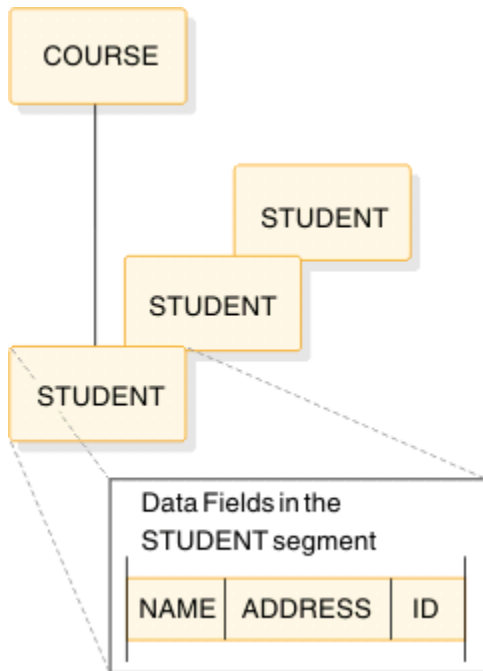 COURSE
STUDENT
STUDENT
STUDENT
Data Fields in the
STUDENT segment
NAME ADDRESS ID